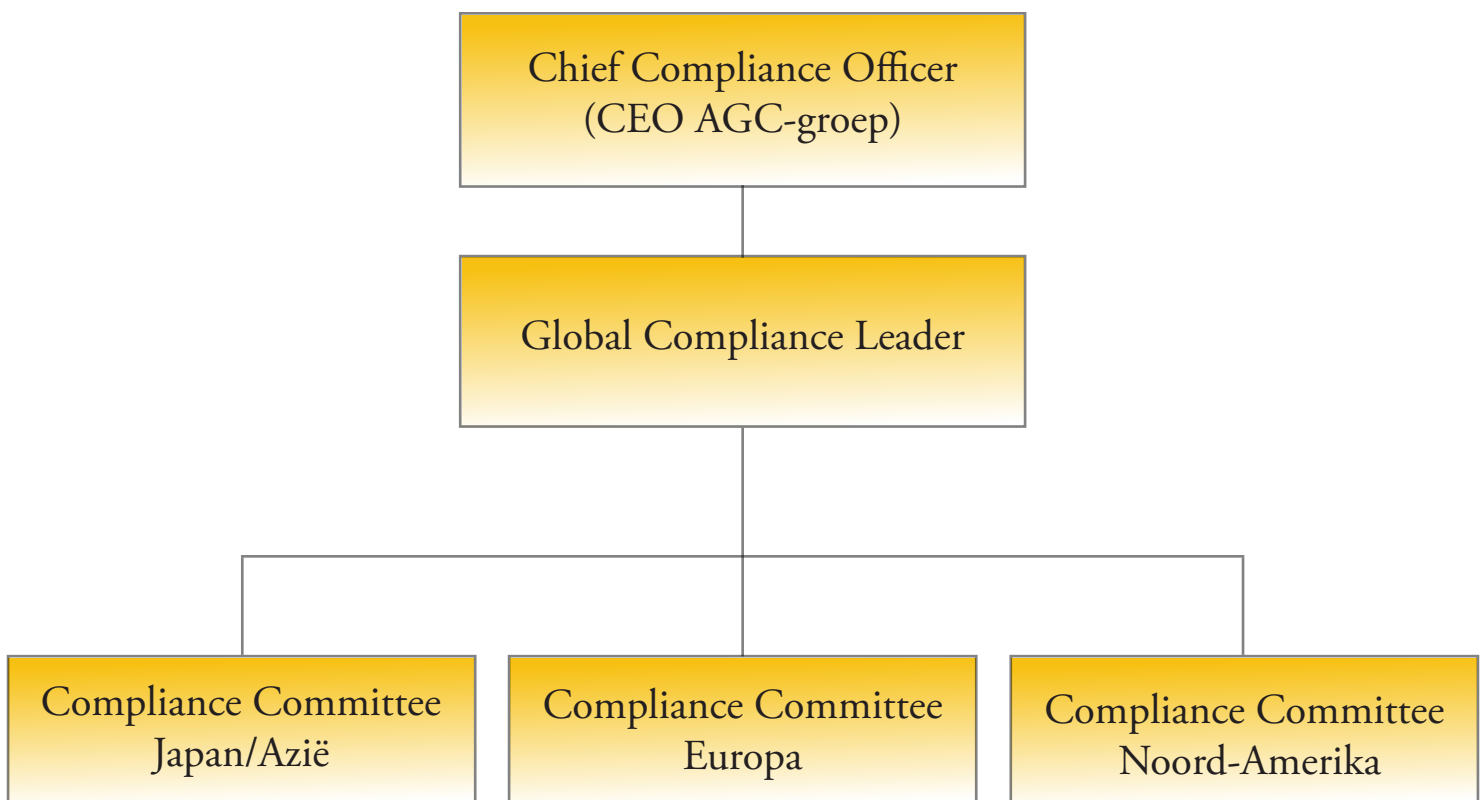 Chief Compliance Officer
(CEO AGC-groep)
Global Compliance Leader
Compliance Committee
Japan/Azië
Compliance Committee
Europa
Compliance Committee
Noord-Amerika